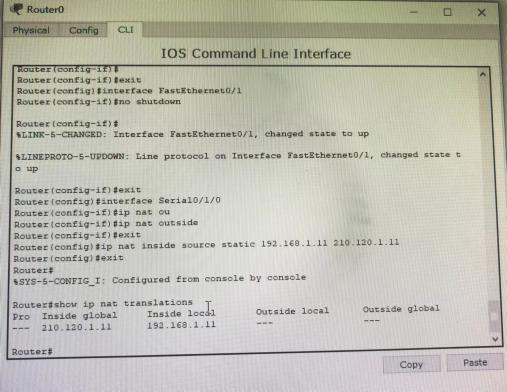 Router0
Physical Config CLI
IOS Command Line Interface
Router(config-if)#
Router(config-if)#exit
Router(config)#interface FastEthernet0/1
Router(config-if)#no shutdown
Router(config-if)#
%LINK-5-CHANGED: Interface FastEthernet0/1, changed state to up
%LINEPROTO-5-UPDOWN: Line protocol on Interface FastEthernet0/1, changed state t
o up
Router(config-if)#exit
Router(config)#interface Serial0/1/0
Router(config-if)#ip nat ou
Router(config-if)#ip nat outside
Router(config-if)#exit
Router(config)#ip nat inside source static 192.168.1.11 210.120.1.11
Router(config)#exit
Router#
%SYS-5-CONFIG_I: Configured from console by console
Router#show ip nat translations
Pro Inside global Inside local Outside local Outside global
--- 210.120.1.11 192.168.1.11 --- ---
Router#
Copy Paste